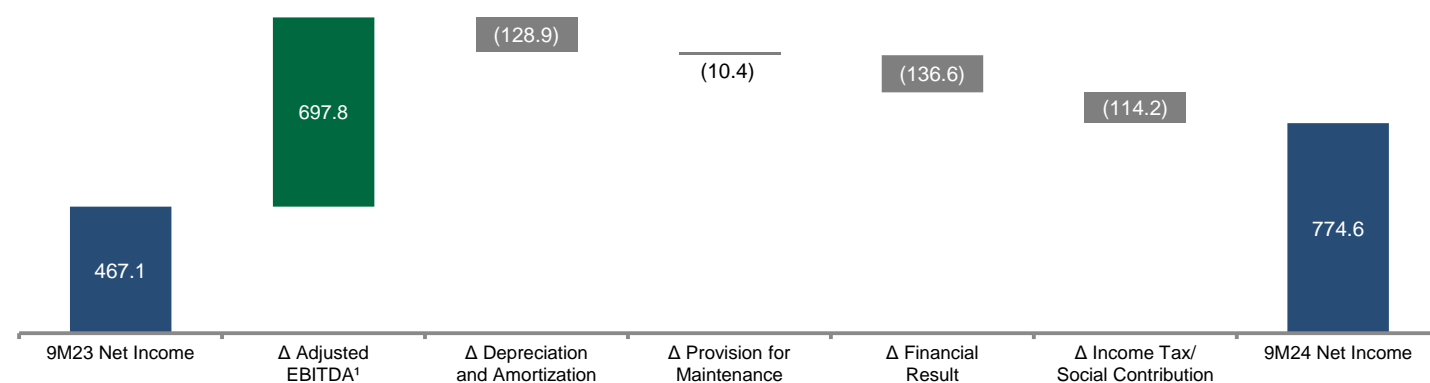 (128.9)
(10.4)
(136.6)
(114.2)
697.8
774.6
467.1
9M23 Net Income
Δ Adjusted
EBITDA¹
Δ Depreciation
and Amortization
Δ Provision for
Maintenance
Δ Financial
Result
Δ Income Tax/
Social Contribution
9M24 Net Income